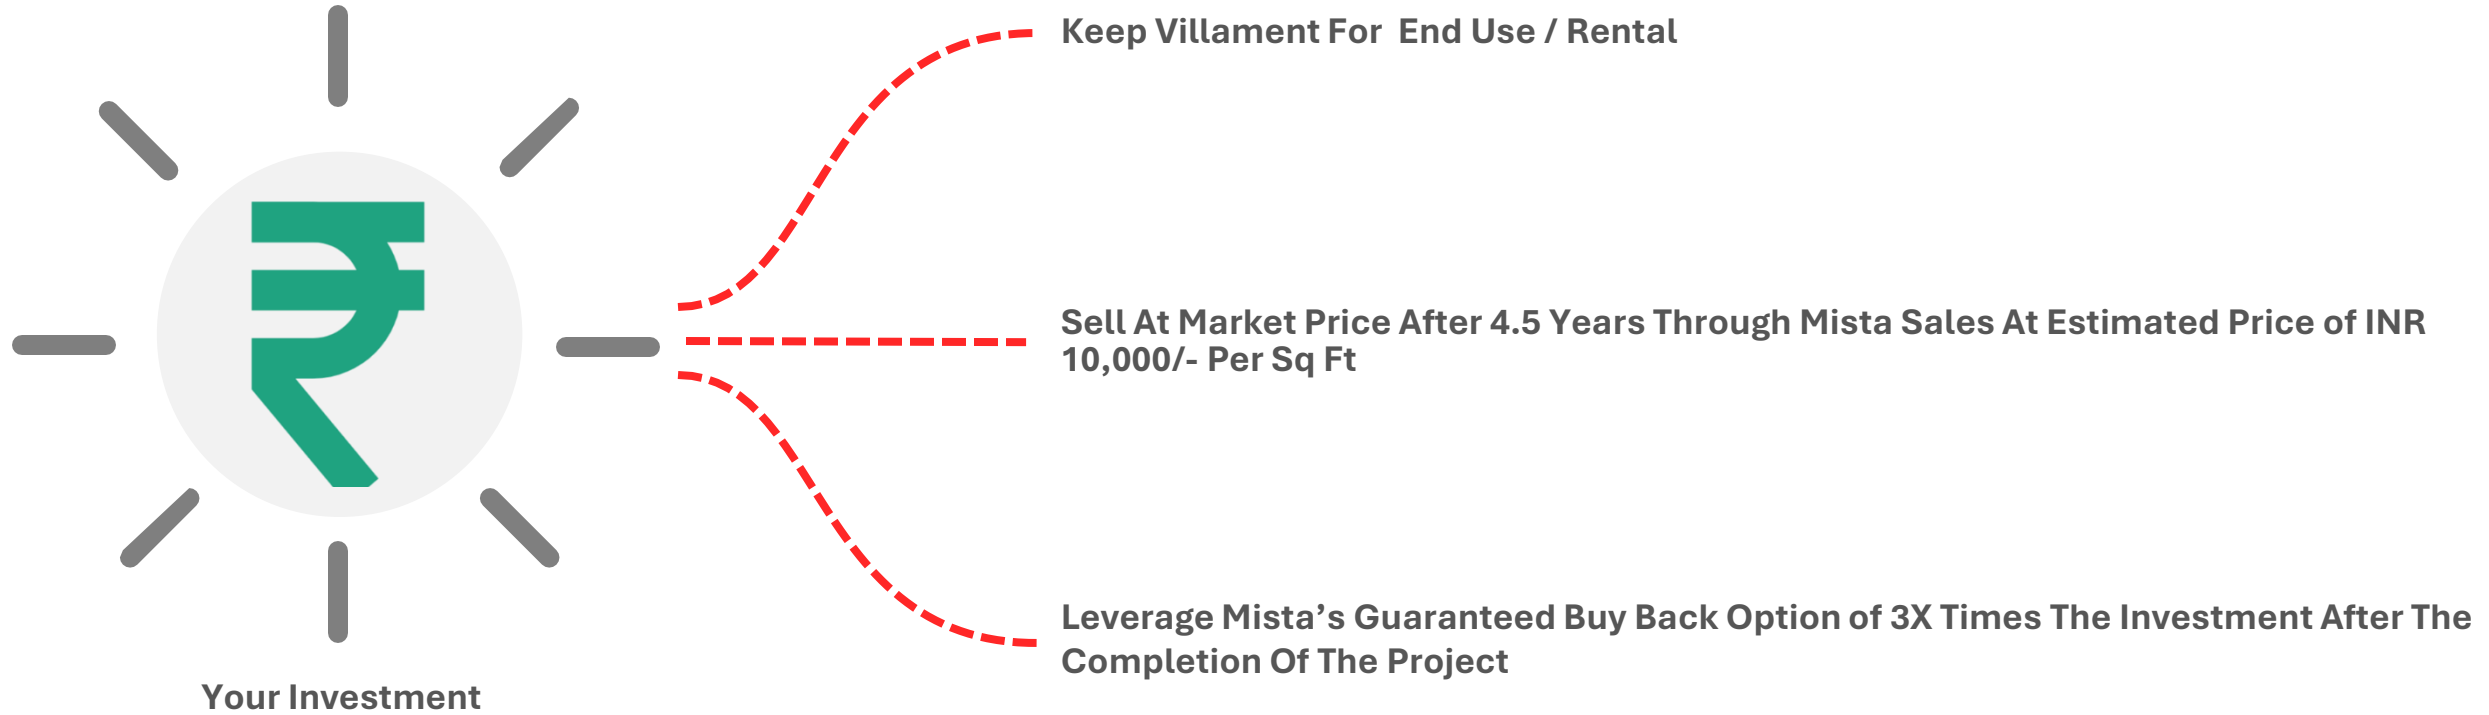 Keep Villament For  End Use / Rental
Sell At Market Price After 4.5 Years Through Mista Sales At Estimated Price of INR
10,000/- Per Sq Ft
Leverage Mista’s Guaranteed Buy Back Option of 3X Times The Investment After The
Completion Of The Project
Your Investment